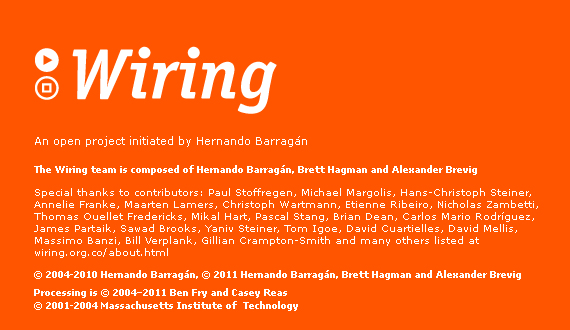 Wiring
An open project initiated by Hernando Barragán
The Wiring team is composed of Hernando Barragán, Brett Hagman and Alexander Brevig
Special thanks to contributors: Paul Stoffregen, Michael Margolis, Hans-Christoph Steiner,
Annelie Franke, Maarten Lamers, Christoph Wartmann, Etienne Ribeiro, Nicholas Zambetti,
Thomas Ouellet Fredericks, Mikal Hart, Pascal Stang, Brian Dean, Carlos Mario Rodríguez,
James Partaik, Sawad Brooks, Yaniv Steiner, Tom Igoe, David Cuartielles, David Mellis,
Massimo Banzi, Bill Verplank, Gillian Crampton-Smith and many others listed at
wiring.org.co/about.html
© 2004-2010 Hernando Barragán, © 2011 Hernando Barragán, Brett Hagman and Alexander Brevig
Processing is © 2004–2011 Ben Fry and Casey Reas
© 2001-2004 Massachusetts Institute of Technology